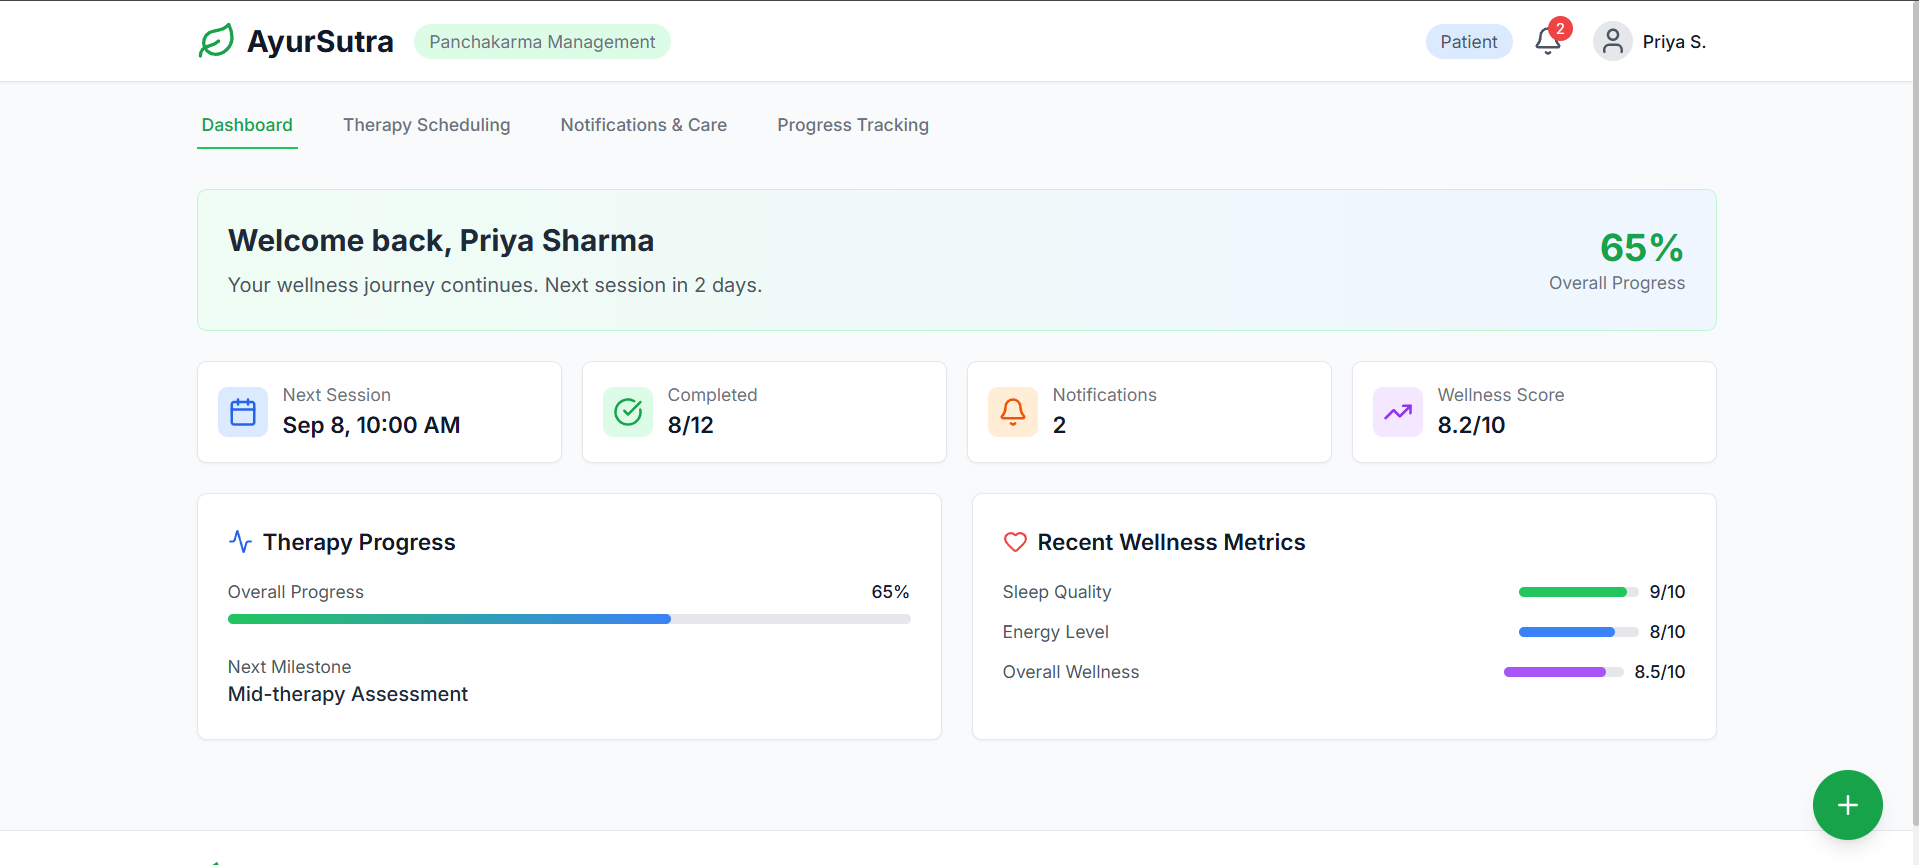 AyurSutra
Panchakarma Management
Patient
2
Priya S.
Dashboard
Therapy Scheduling
Notifications & Care
Progress Tracking
Welcome back, Priya Sharma
Your wellness journey continues. Next session in 2 days.
65%
Overall Progress
Next Session
Sep 8, 10:00 AM
Completed
8/12
Notifications
2
Wellness Score
8.2/10
Therapy Progress
Overall Progress 65%
Next Milestone
Mid-therapy Assessment
Recent Wellness Metrics
Sleep Quality 9/10
Energy Level 8/10
Overall Wellness 8.5/10